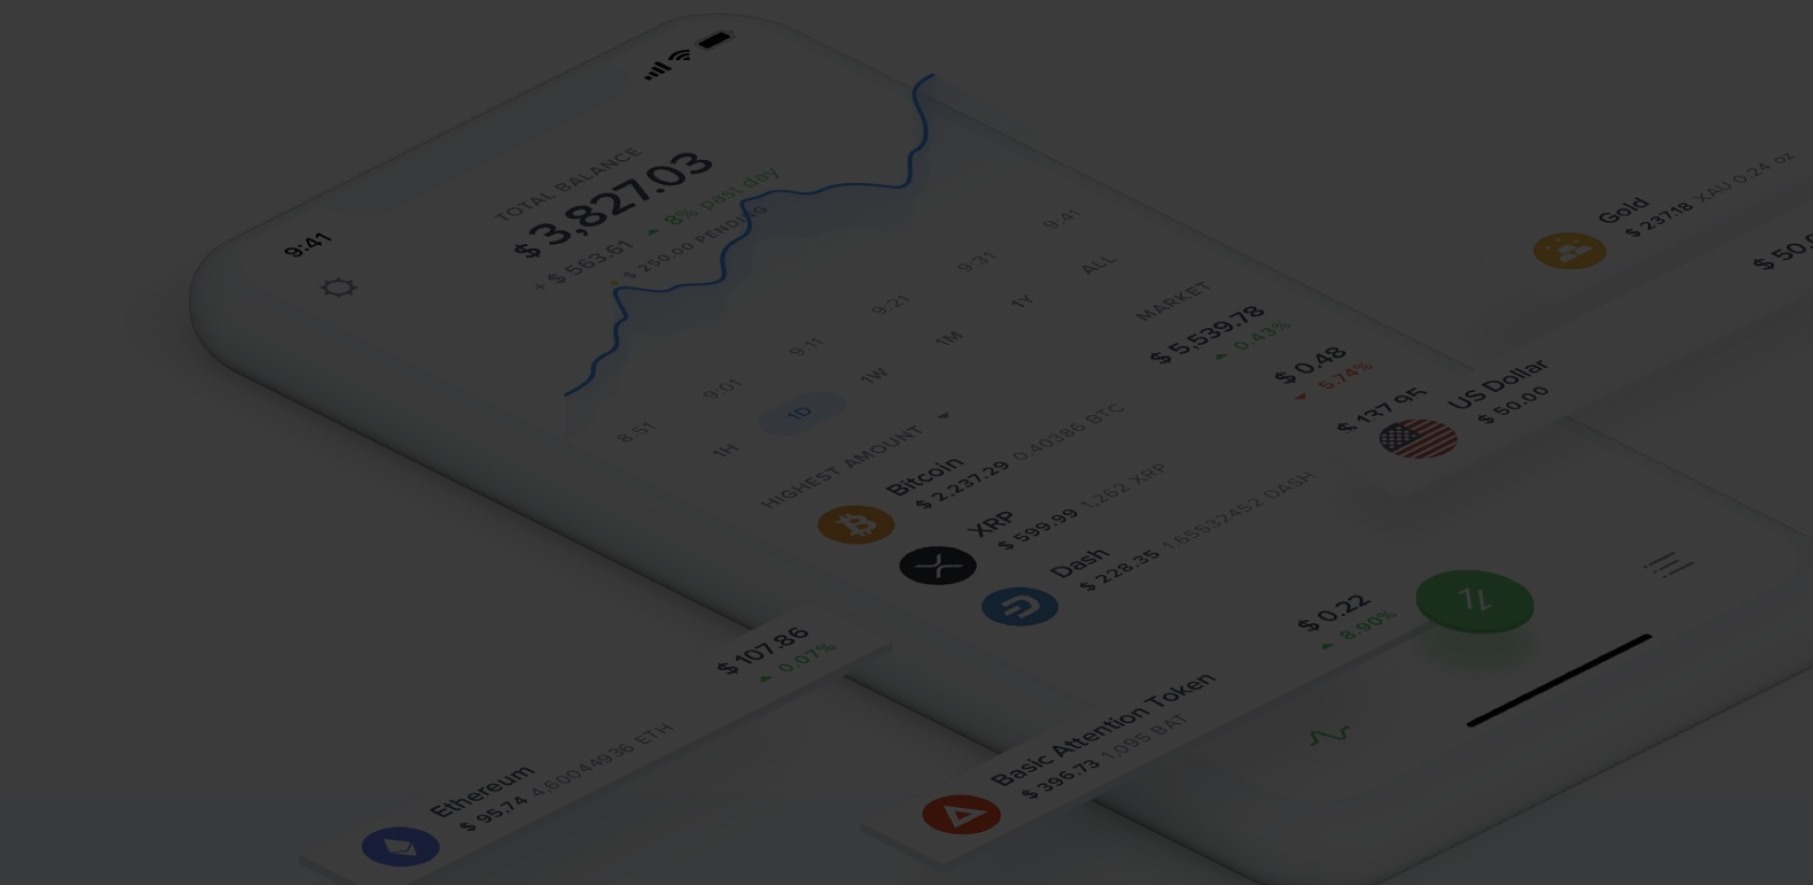 9:41
TOTAL BALANCE
$ 3,827.03
+ $ 563.61 ▲ 8% past day
$ 250.00 PENDING
8:51 9:01 9:11 9:21 9:31 9:41
1H 1D 1W 1M 1Y ALL
HIGHEST AMOUNT ▼ MARKET
Bitcoin $ 5,539.78
$ 2,237.29 0.40386 BTC ▲ 0.43%
XRP $ 0.48
$ 599.99 1,262 XRP ▼ 5.74%
Dash $ 137.95
$ 228.35 1.65532452 DASH
Gold
$ 237.18 XAU 0.24 oz
US Dollar
$ 50.00
Ethereum $ 107.86
$ 95.74 4.60044936 ETH ▲ 0.07%
Basic Attention Token $ 0.22
$ 396.73 1,095 BAT ▲ 8.90%